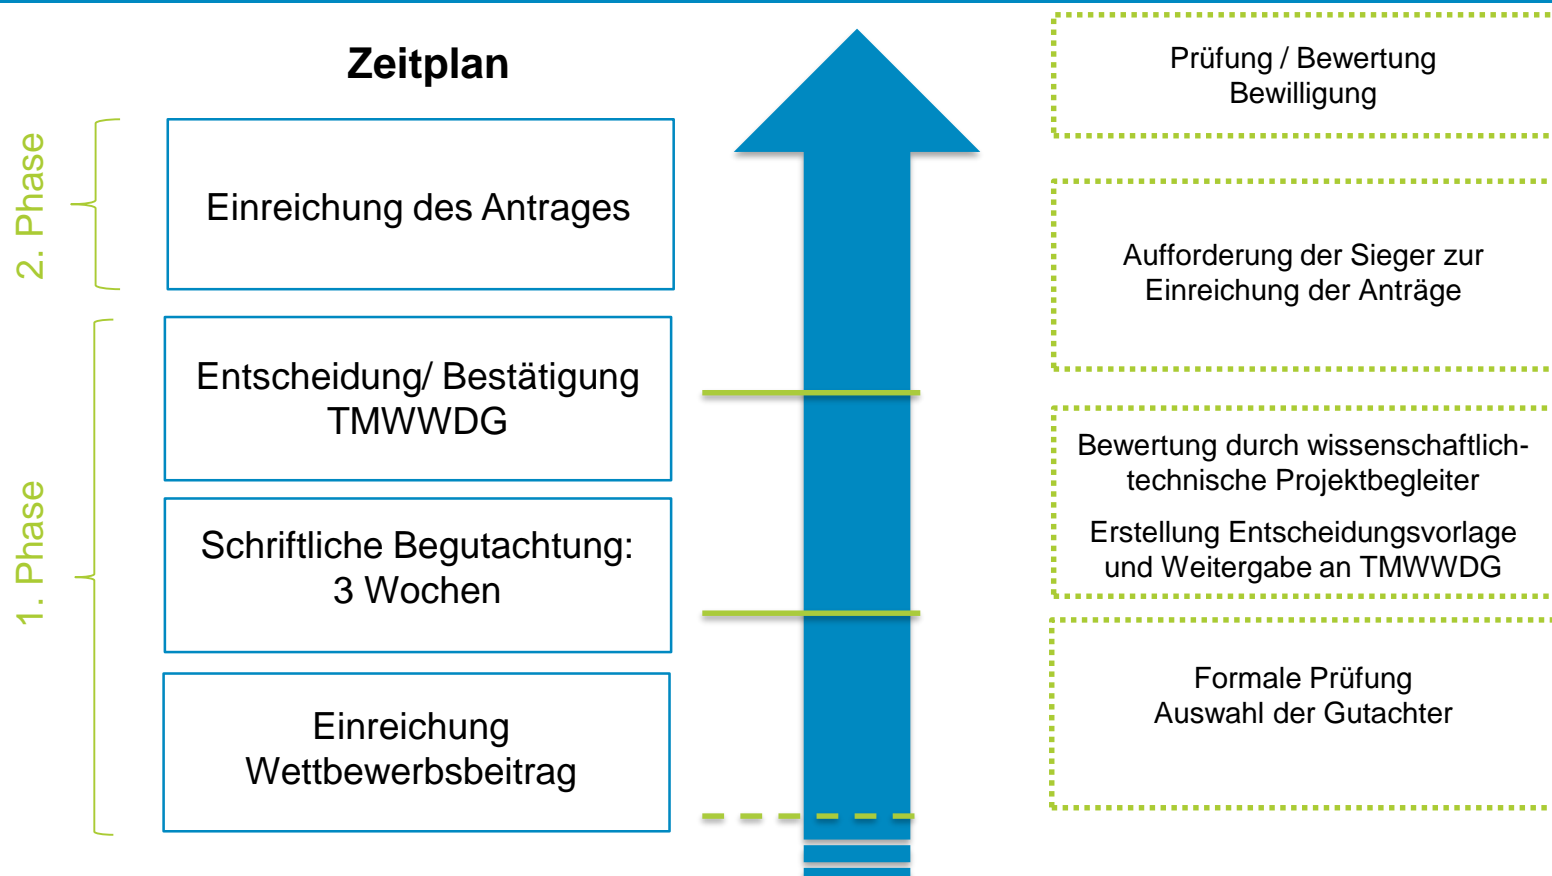 Zeitplan
2. Phase
Einreichung des Antrages
1. Phase
Entscheidung/ Bestätigung
TMWWDG
Schriftliche Begutachtung:
3 Wochen
Einreichung
Wettbewerbsbeitrag
Prüfung / Bewertung
Bewilligung
Aufforderung der Sieger zur
Einreichung der Anträge
Bewertung durch wissenschaftlich-
technische Projektbegleiter
Erstellung Entscheidungsvorlage
und Weitergabe an TMWWDG
Formale Prüfung
Auswahl der Gutachter